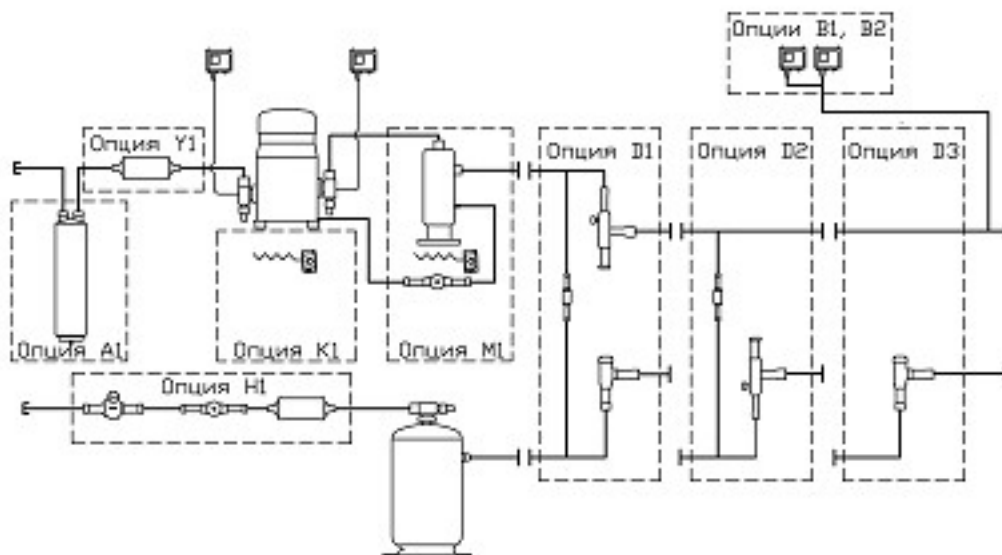 Опции B1, B2
Опция Y1
Опция D1
Опция D2
Опция D3
Опция A1
Опция K1
Опция M1
Опция H1